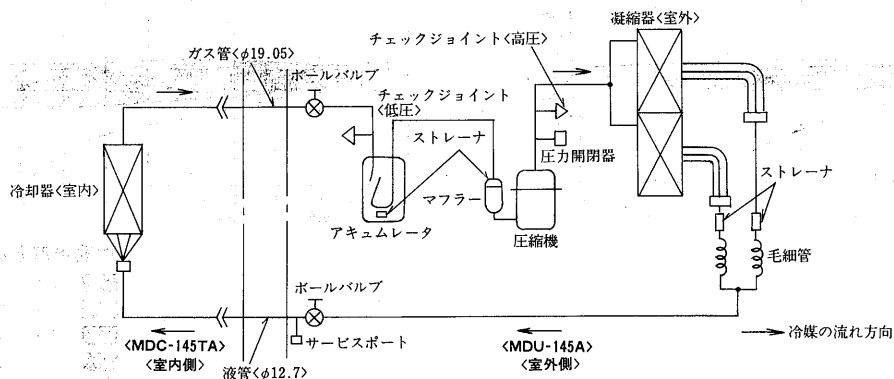 凝縮器<室外>
チェックジョイント<高圧>
ガス管<φ19.05>
ボールバルブ
チェックジョイント
<低圧>
ストレーナ
圧力開閉器
ストレーナ
冷却器<室内>
マフラー
アキュムレータ
圧縮機
毛細管
ボールバルブ
サービスポート
冷媒の流れ方向
<MDC-145TA>
<室内側>
<MDU-145A>
<室外側>
液管<φ12.7>